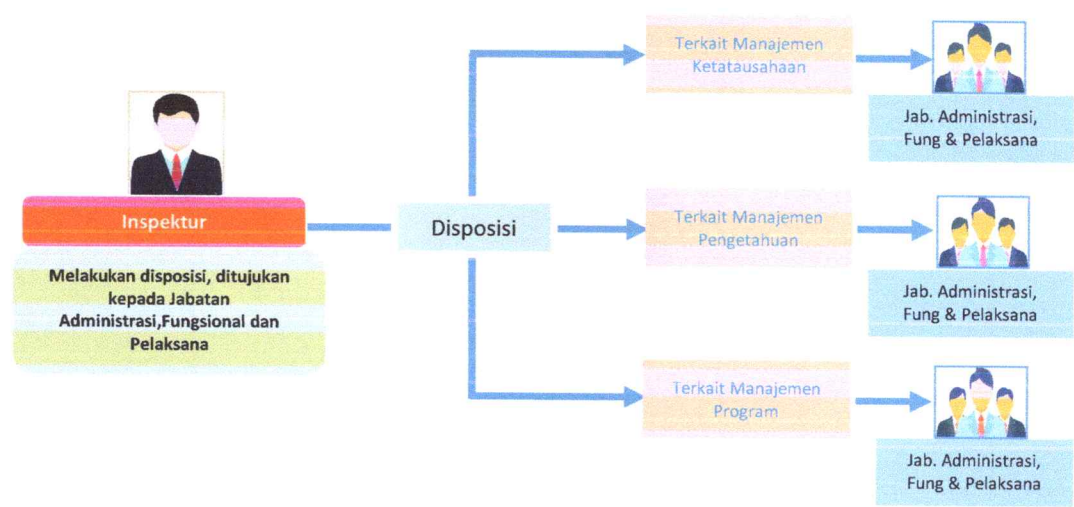 Inspektur
Melakukan disposisi, ditujukan
kepada Jabatan
Administrasi,Fungsional dan
Pelaksana
Disposisi
Terkait Manajemen
Ketatausahaan
Jab. Administrasi,
Fung & Pelaksana
Terkait Manajemen
Pengetahuan
Jab. Administrasi,
Fung & Pelaksana
Terkait Manajemen
Program
Jab. Administrasi,
Fung & Pelaksana